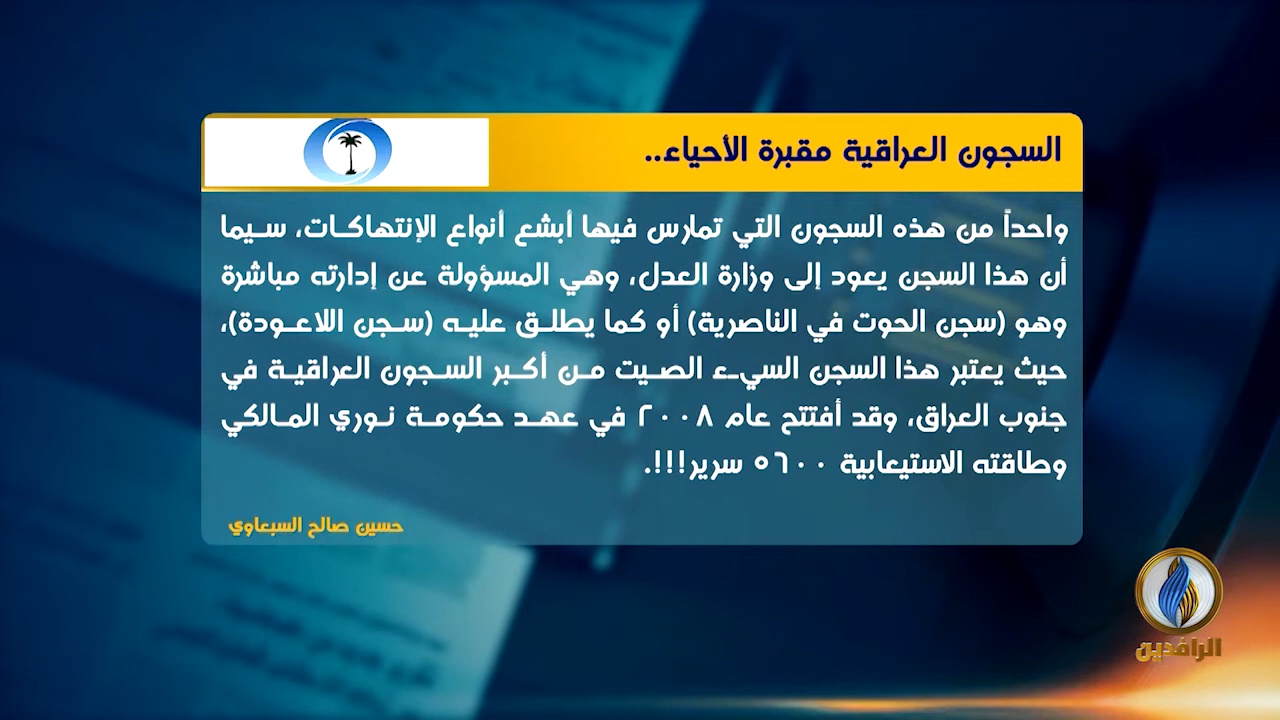 السجون العراقية مقبرة الأحياء..
واحداً من هذه السجون التي تمارس فيها أبشع أنواع الإنتهاكات، سيما
أن هذا السجن يعود إلى وزارة العدل، وهي المسؤولة عن إدارته مباشرة
وهو (سجن الحوت في الناصرية) أو كما يطلق عليه (سجن اللاعودة)،
حيث يعتبر هذا السجن السيء الصيت من أكبر السجون العراقية في
جنوب العراق، وقد أفتتح عام ٢٠٠٨ في عهد حكومة نوري المالكي
وطاقته الاستيعابية ٥٦٠٠ سرير!!!.
حسين صالح السبعاوي
الرافدين